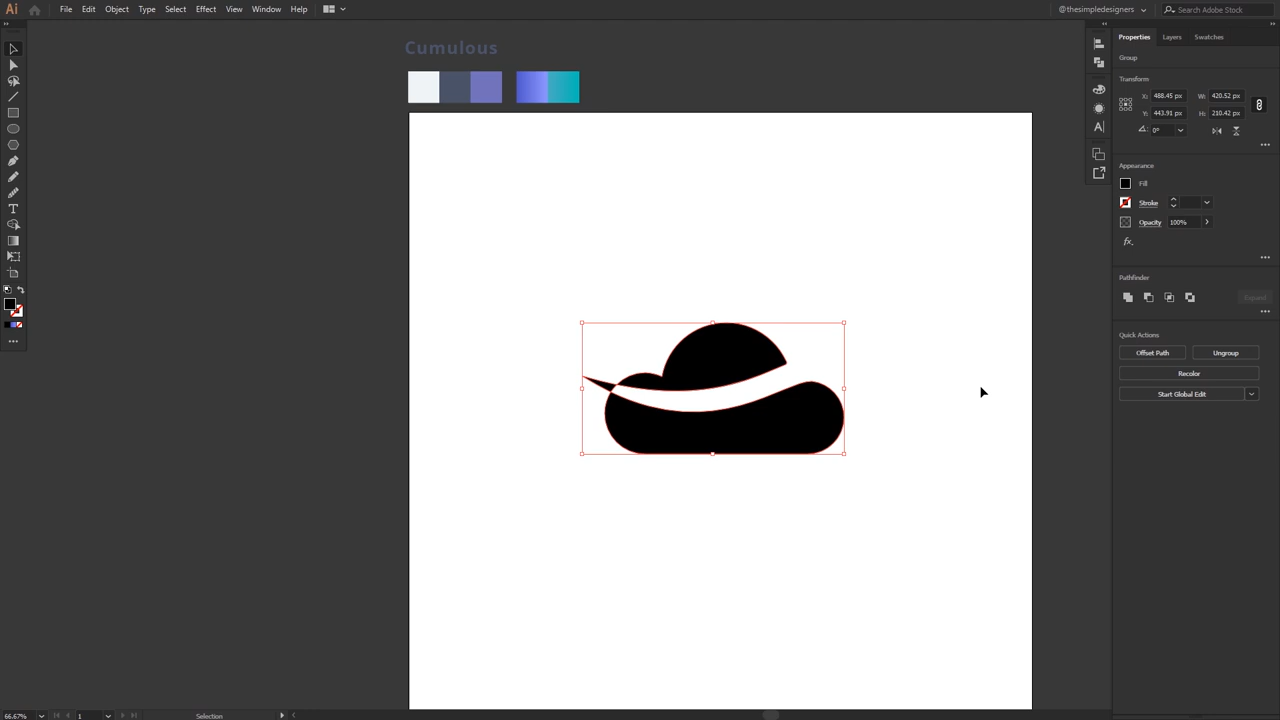 Ai File Edit Object Type Select Effect View Window Help @thesimpledesigners Search Adobe Stock
Cumulous
Properties Layers Swatches
Group
Transform
X: 488.45 px W: 420.52 px
Y: 443.91 px H: 210.42 px
0°
Appearance
Fill
Stroke
Opacity 100%
fx.
Pathfinder
Expand
Quick Actions
Offset Path Ungroup
Recolor
Start Global Edit
66.67% 1 Selection